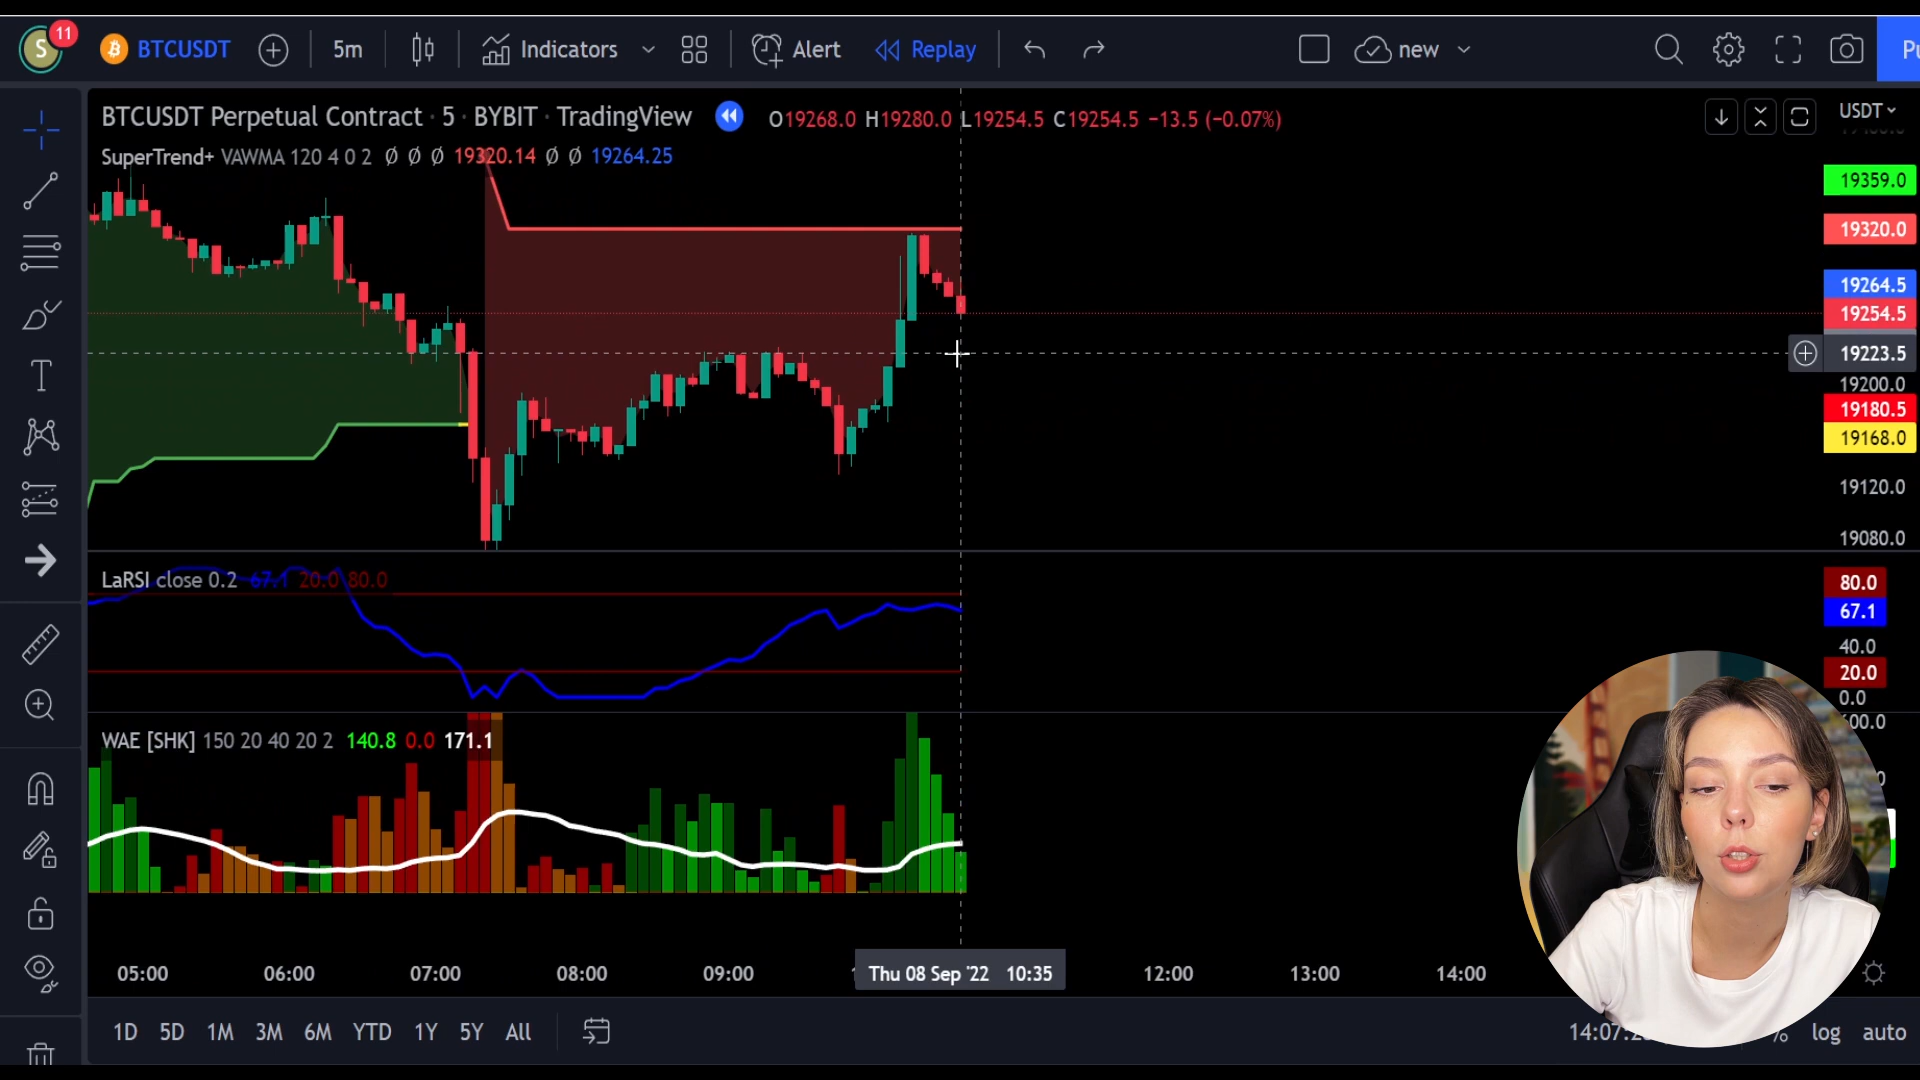 S 11 BTCUSDT 5m Indicators Alert Replay new Pu
BTCUSDT Perpetual Contract · 5 · BYBIT · TradingView O19268.0 H19280.0 L19254.5 C19254.5 −13.5 (−0.07%) USDT
SuperTrend+ VAWMA 120 4 0 2 Ø Ø Ø 19320.14 Ø Ø 19264.25
19359.0
19320.0
19264.5
19254.5
19223.5
19200.0
19180.5
19168.0
19120.0
19080.0
LaRSI close 0.2 67.1 20.0 80.0
80.0
67.1
40.0
20.0
0.0
WAE [SHK] 150 20 40 20 2 140.8 0.0 171.1
05:00 06:00 07:00 08:00 09:00 Thu 08 Sep '22 10:35 12:00 13:00 14:00
1D 5D 1M 3M 6M YTD 1Y 5Y All 14:07:2 % log auto